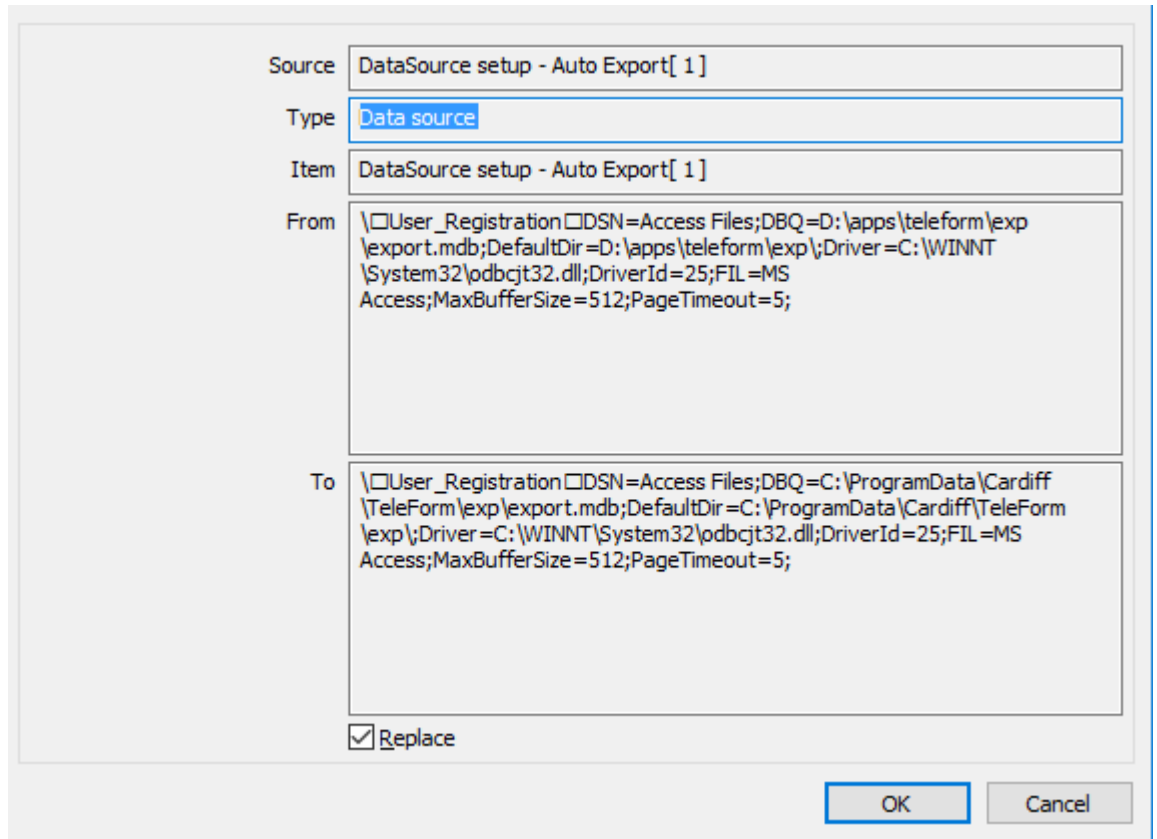 Source DataSource setup - Auto Export[ 1 ]
Type Data source
Item DataSource setup - Auto Export[ 1 ]
From \□User_Registration□DSN=Access Files;DBQ=D:\apps\teleform\exp
\export.mdb;DefaultDir=D:\apps\teleform\exp\;Driver=C:\WINNT
\System32\odbcjt32.dll;DriverId=25;FIL=MS
Access;MaxBufferSize=512;PageTimeout=5;
To \□User_Registration□DSN=Access Files;DBQ=C:\ProgramData\Cardiff
\TeleForm\exp\export.mdb;DefaultDir=C:\ProgramData\Cardiff\TeleForm
\exp\;Driver=C:\WINNT\System32\odbcjt32.dll;DriverId=25;FIL=MS
Access;MaxBufferSize=512;PageTimeout=5;
Replace
OK Cancel